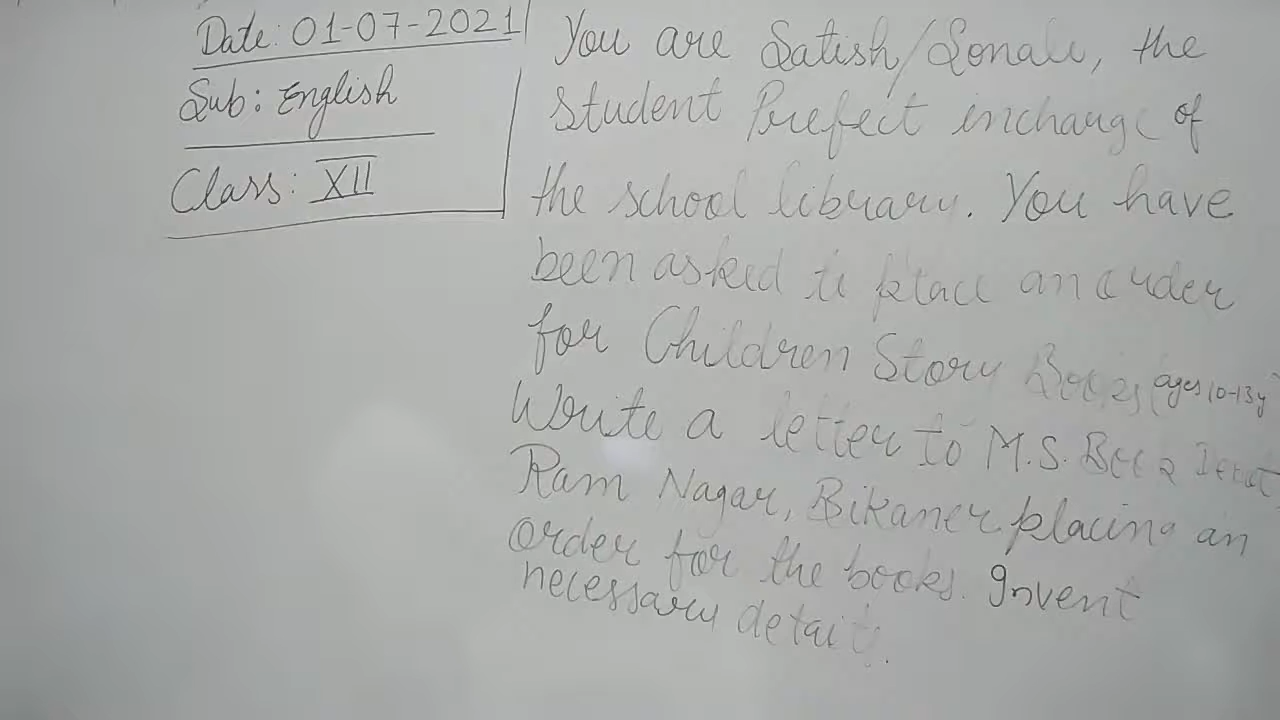 Date: 01-07-2021
Sub: English
Class: XII
You are Satish/Sonali, the
student Prefect incharge of
the school library. You have
been asked to place an order
for Children Story Books (ages 10-13y
Write a letter to M.S. Book
Ram Nagar, Bikaner placing an
order for the books. Invent
necessary details.